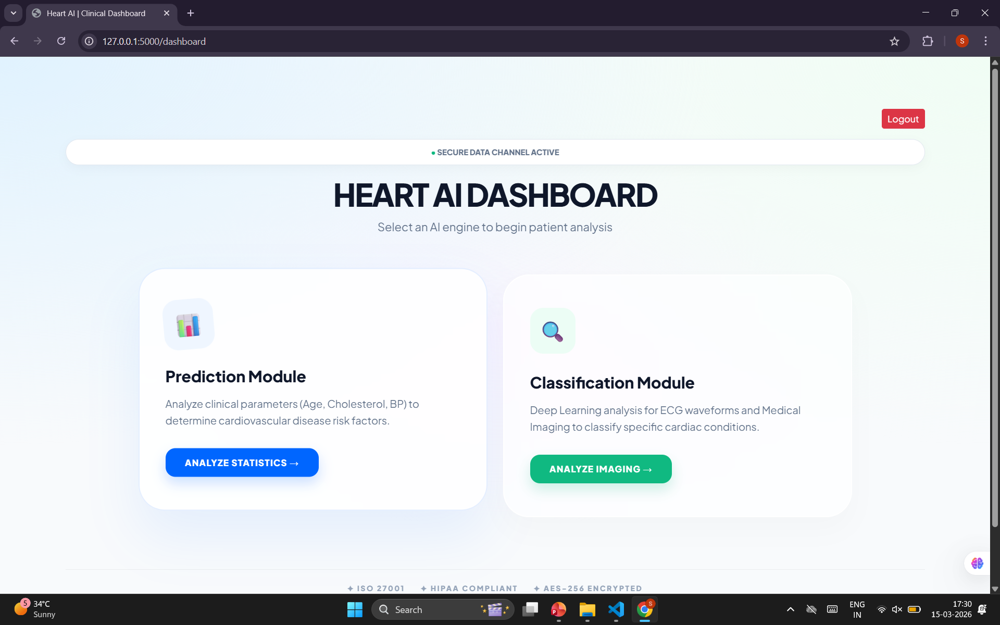 Heart AI | Clinical Dashboard
127.0.0.1:5000/dashboard
S
Logout
SECURE DATA CHANNEL ACTIVE
HEART AI DASHBOARD
Select an AI engine to begin patient analysis
Prediction Module
Analyze clinical parameters (Age, Cholesterol, BP) to
determine cardiovascular disease risk factors.
ANALYZE STATISTICS →
Classification Module
Deep Learning analysis for ECG waveforms and Medical
Imaging to classify specific cardiac conditions.
ANALYZE IMAGING →
✦ ISO 27001 ✦ HIPAA COMPLIANT ✦ AES-256 ENCRYPTED
5
34°C
Sunny
Search
P
S
ENG
IN
17:30
15-03-2026